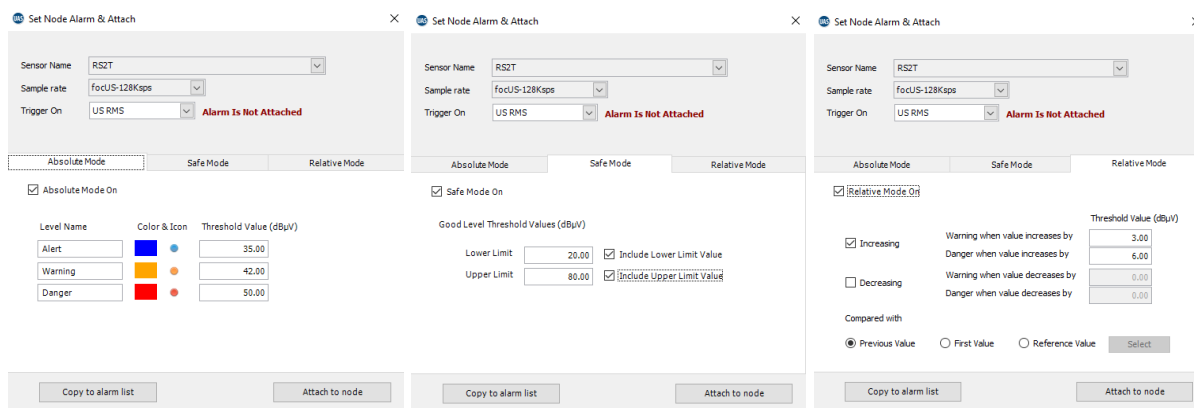 UAS Set Node Alarm & Attach
Sensor Name RS2T
Sample rate focUS-128Ksps
Trigger On US RMS Alarm Is Not Attached
Absolute Mode Safe Mode Relative Mode
Absolute Mode On
Level Name Color & Icon Threshold Value (dBµV)
Alert 35.00
Warning 42.00
Danger 50.00
Copy to alarm list Attach to node
UAS Set Node Alarm & Attach
Sensor Name RS2T
Sample rate focUS-128Ksps
Trigger On US RMS Alarm Is Not Attached
Absolute Mode Safe Mode Relative Mode
Safe Mode On
Good Level Threshold Values (dBµV)
Lower Limit 20.00 Include Lower Limit Value
Upper Limit 80.00 Include Upper Limit Value
Copy to alarm list Attach to node
UAS Set Node Alarm & Attach
Sensor Name RS2T
Sample rate focUS-128Ksps
Trigger On US RMS Alarm Is Not Attached
Absolute Mode Safe Mode Relative Mode
Relative Mode On
Threshold Value (dBµV)
Increasing
Warning when value increases by 3.00
Danger when value increases by 6.00
Decreasing
Warning when value decreases by 0.00
Danger when value decreases by 0.00
Compared with
Previous Value First Value Reference Value Select
Copy to alarm list Attach to node